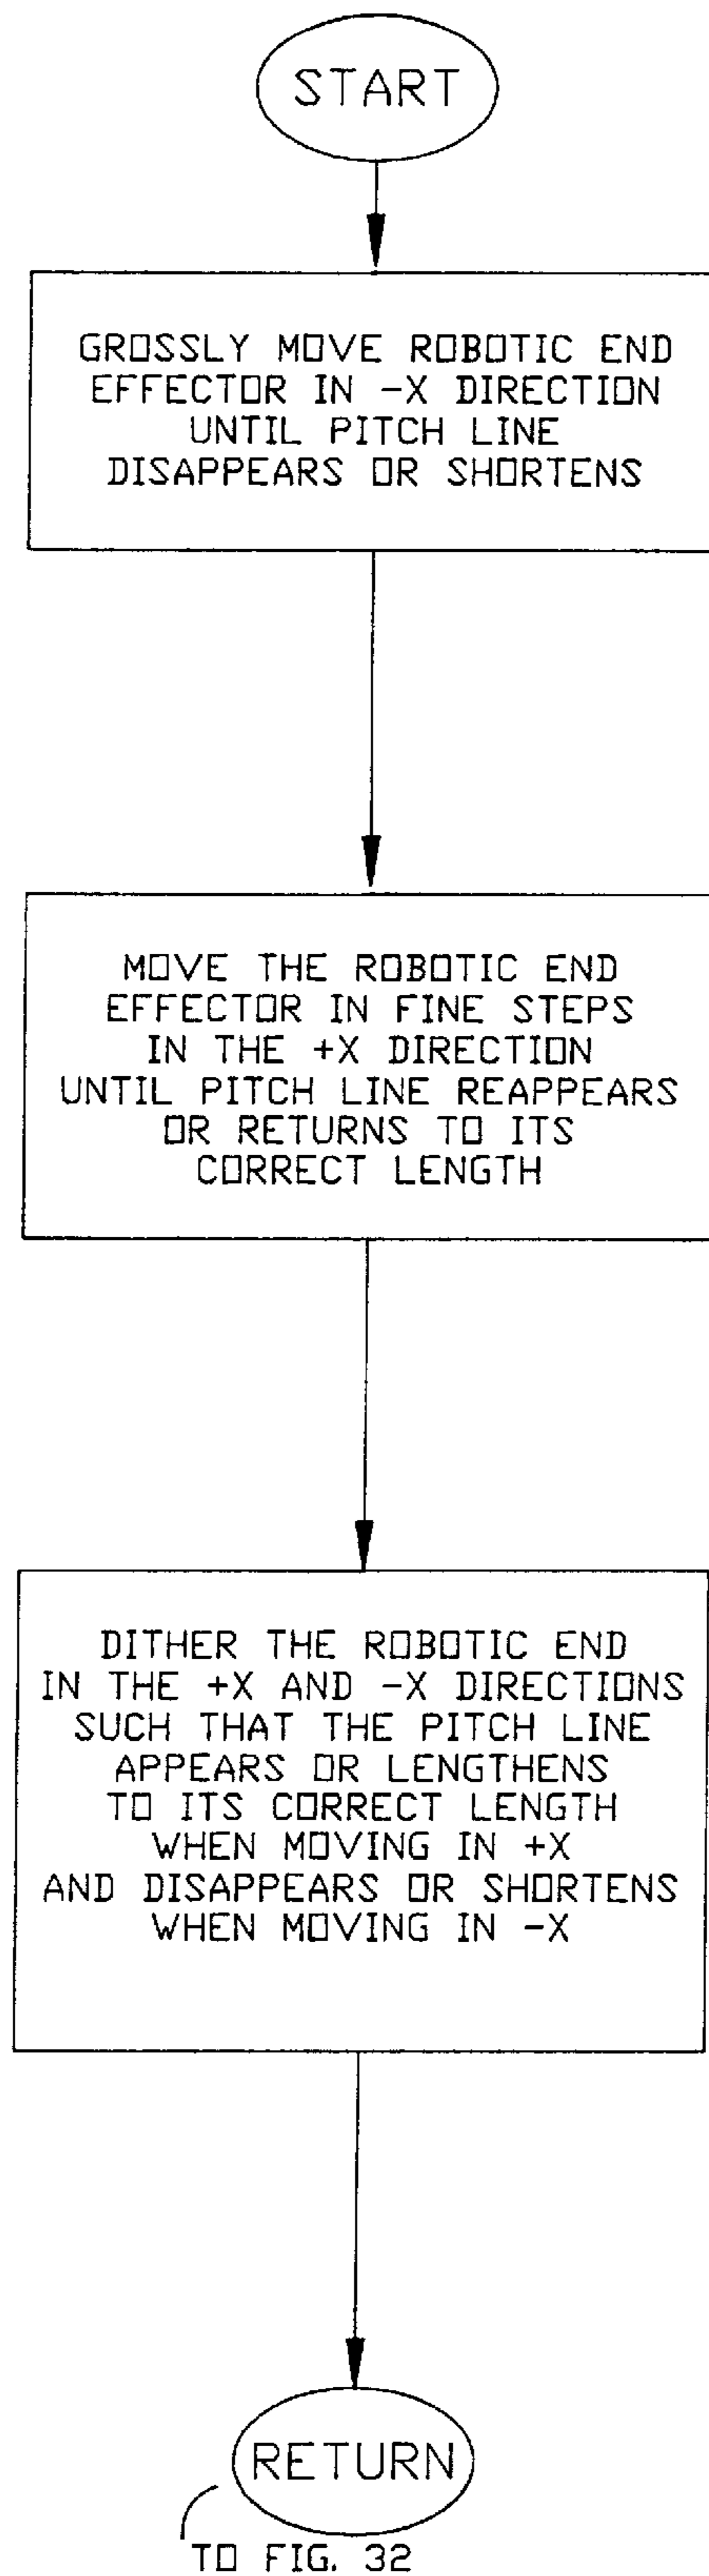 START
GROSSLY MOVE ROBOTIC END
EFFECTOR IN -X DIRECTION
UNTIL PITCH LINE
DISAPPEARS OR SHORTENS
MOVE THE ROBOTIC END
EFFECTOR IN FINE STEPS
IN THE +X DIRECTION
UNTIL PITCH LINE REAPPEARS
OR RETURNS TO ITS
CORRECT LENGTH
DITHER THE ROBOTIC END
IN THE +X AND -X DIRECTIONS
SUCH THAT THE PITCH LINE
APPEARS OR LENGTHENS
TO ITS CORRECT LENGTH
WHEN MOVING IN +X
AND DISAPPEARS OR SHORTENS
WHEN MOVING IN -X
RETURN
TO FIG. 32